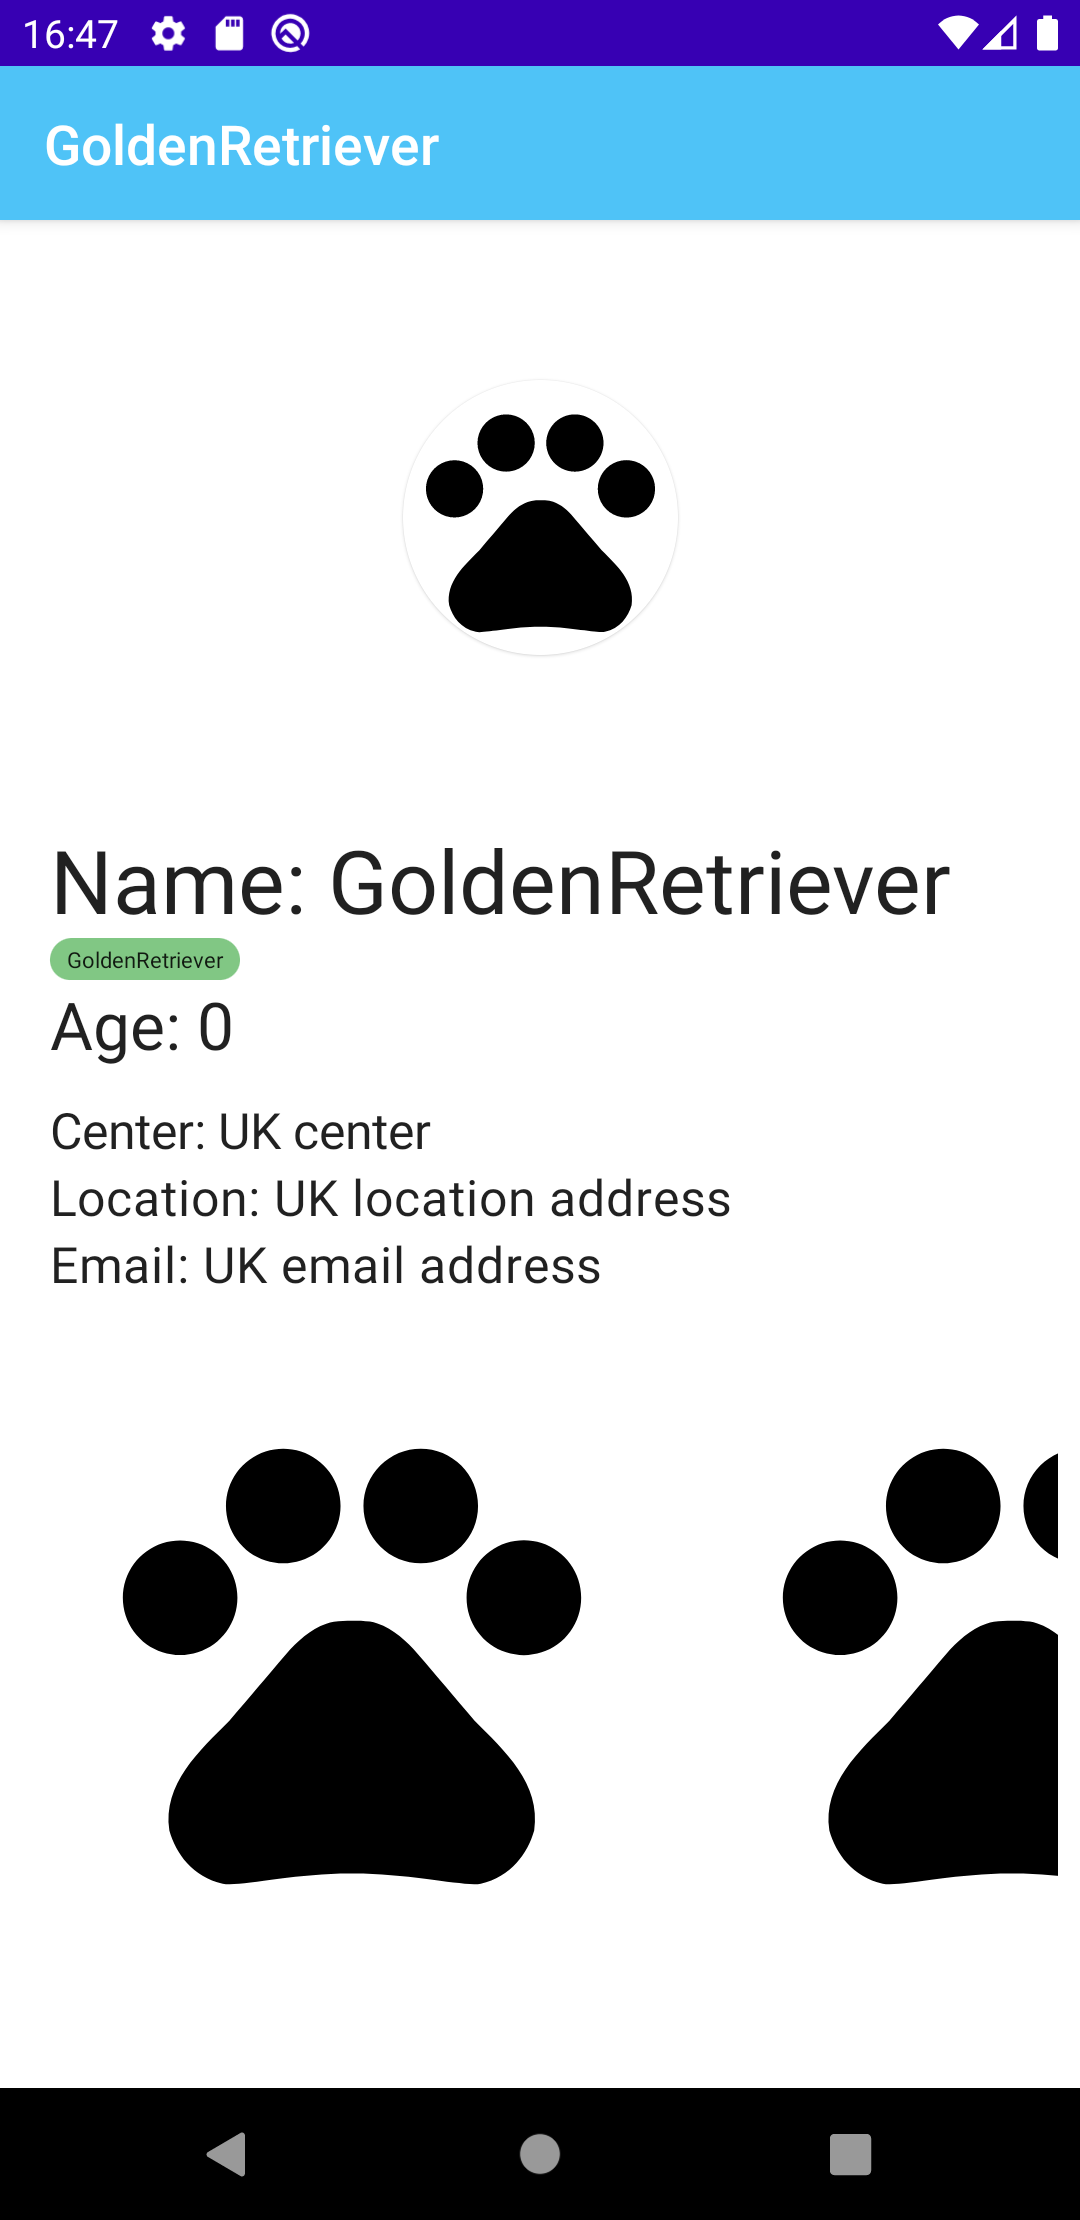 16:47
GoldenRetriever
Name: GoldenRetriever
GoldenRetriever
Age: 0
Center: UK center
Location: UK location address
Email: UK email address